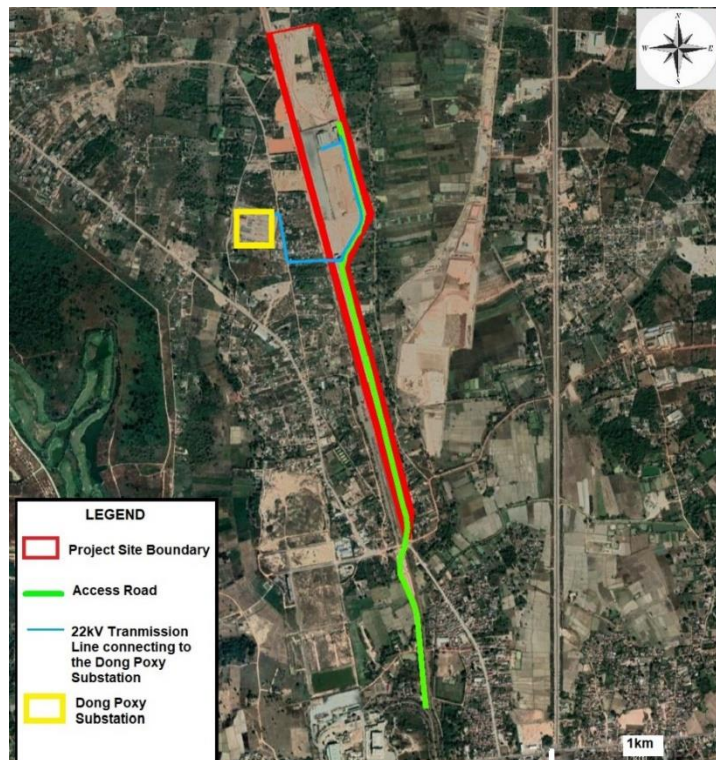 N
W E
S
LEGEND
Project Site Boundary
Access Road
22kV Tranmission
Line connecting to
the Dong Poxy
Substation
Dong Poxy
Substation
1km